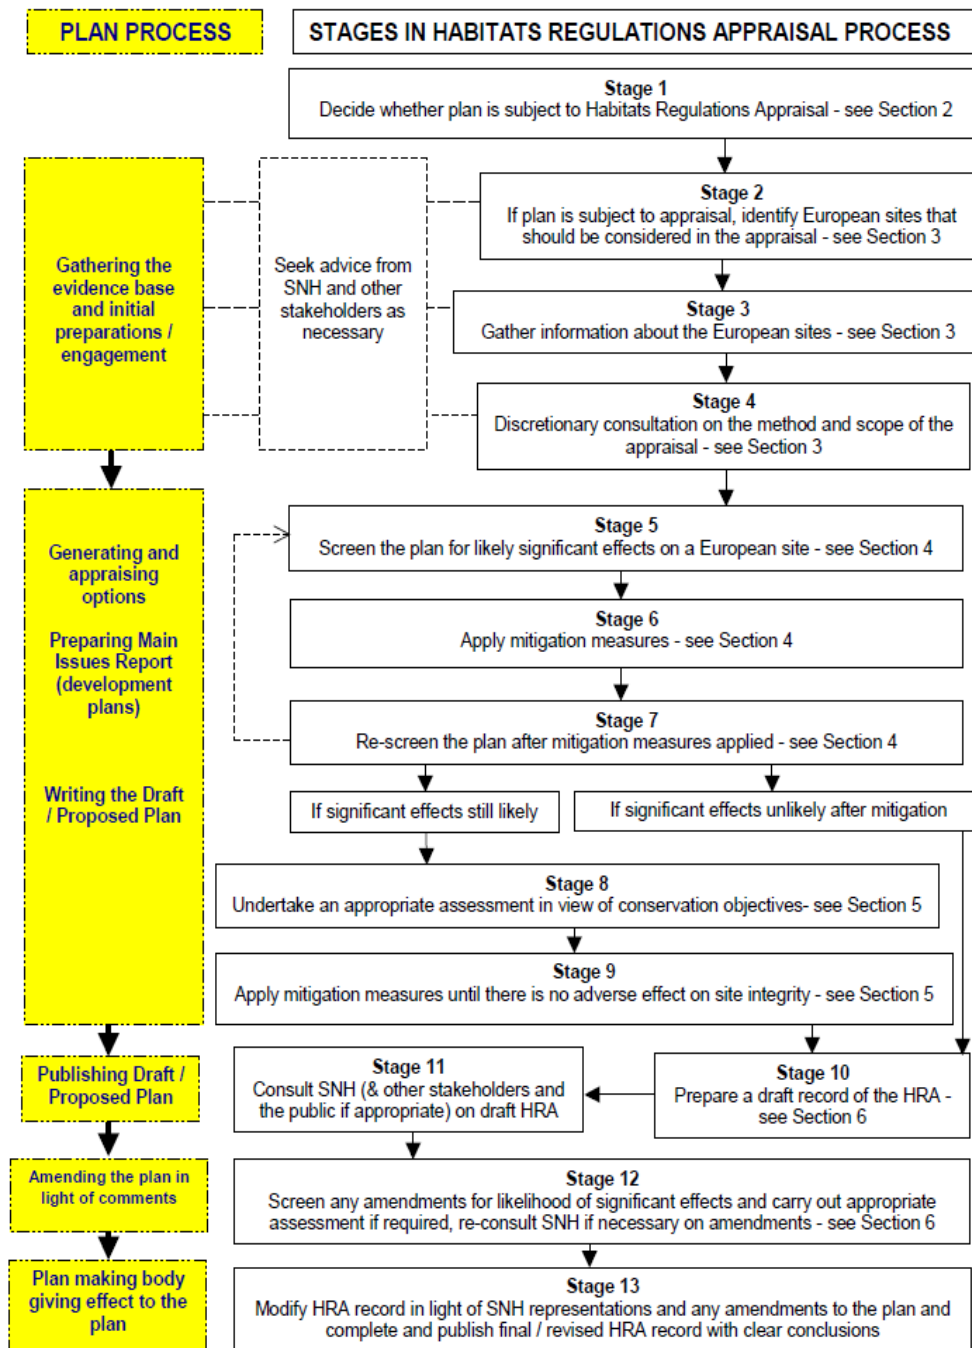 PLAN PROCESS
STAGES IN HABITATS REGULATIONS APPRAISAL PROCESS
Stage 1
Decide whether plan is subject to Habitats Regulations Appraisal - see Section 2
Gathering the
evidence base
and initial
preparations /
engagement
Seek advice from
SNH and other
stakeholders as
necessary
Stage 2
If plan is subject to appraisal, identify European sites that
should be considered in the appraisal - see Section 3
Stage 3
Gather information about the European sites - see Section 3
Stage 4
Discretionary consultation on the method and scope of the
appraisal - see Section 3
Generating and
appraising
options
Preparing Main
Issues Report
(development
plans)
Writing the Draft
/ Proposed Plan
Stage 5
Screen the plan for likely significant effects on a European site - see Section 4
Stage 6
Apply mitigation measures - see Section 4
Stage 7
Re-screen the plan after mitigation measures applied - see Section 4
If significant effects still likely
If significant effects unlikely after mitigation
Stage 8
Undertake an appropriate assessment in view of conservation objectives- see Section 5
Stage 9
Apply mitigation measures until there is no adverse effect on site integrity - see Section 5
Publishing Draft /
Proposed Plan
Stage 11
Consult SNH (& other stakeholders and
the public if appropriate) on draft HRA
Stage 10
Prepare a draft record of the HRA -
see Section 6
Amending the plan in
light of comments
Stage 12
Screen any amendments for likelihood of significant effects and carry out appropriate
assessment if required, re-consult SNH if necessary on amendments - see Section 6
Plan making body
giving effect to the
plan
Stage 13
Modify HRA record in light of SNH representations and any amendments to the plan and
complete and publish final / revised HRA record with clear conclusions